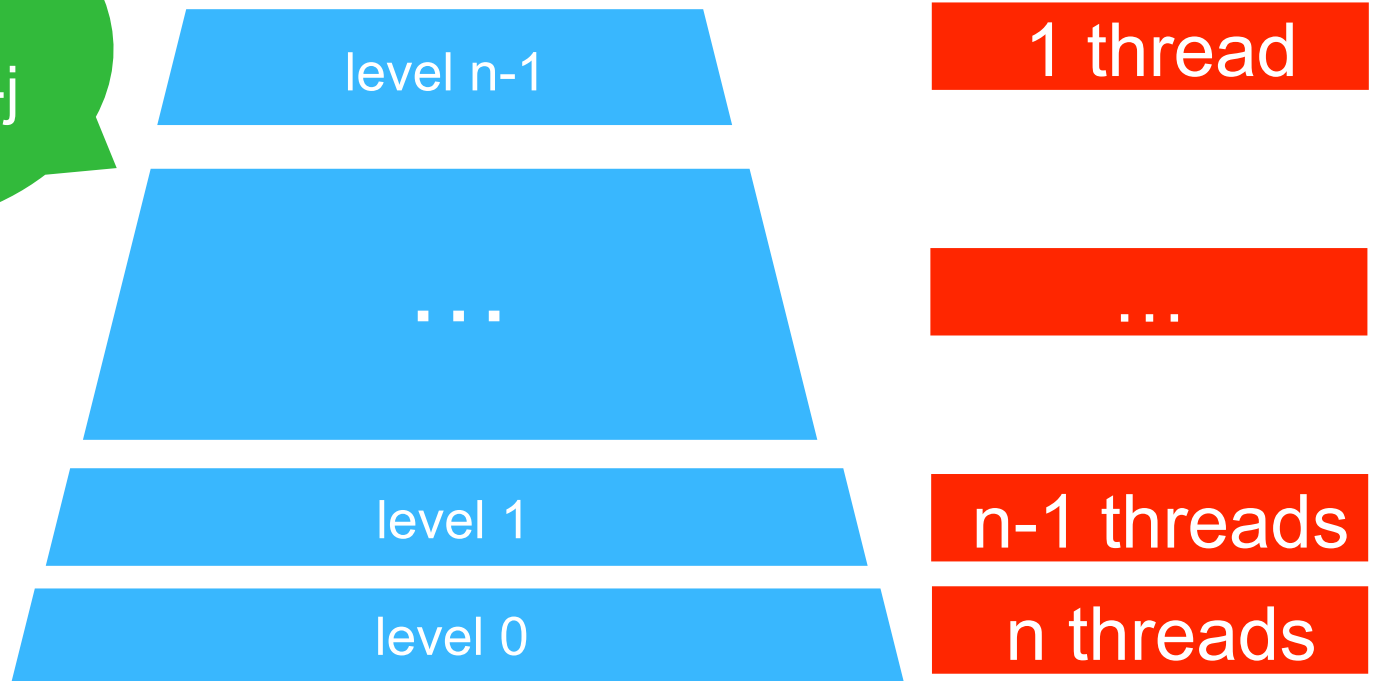 -j
level n-1
1 thread
...
...
level 1
n-1 threads
level 0
n threads